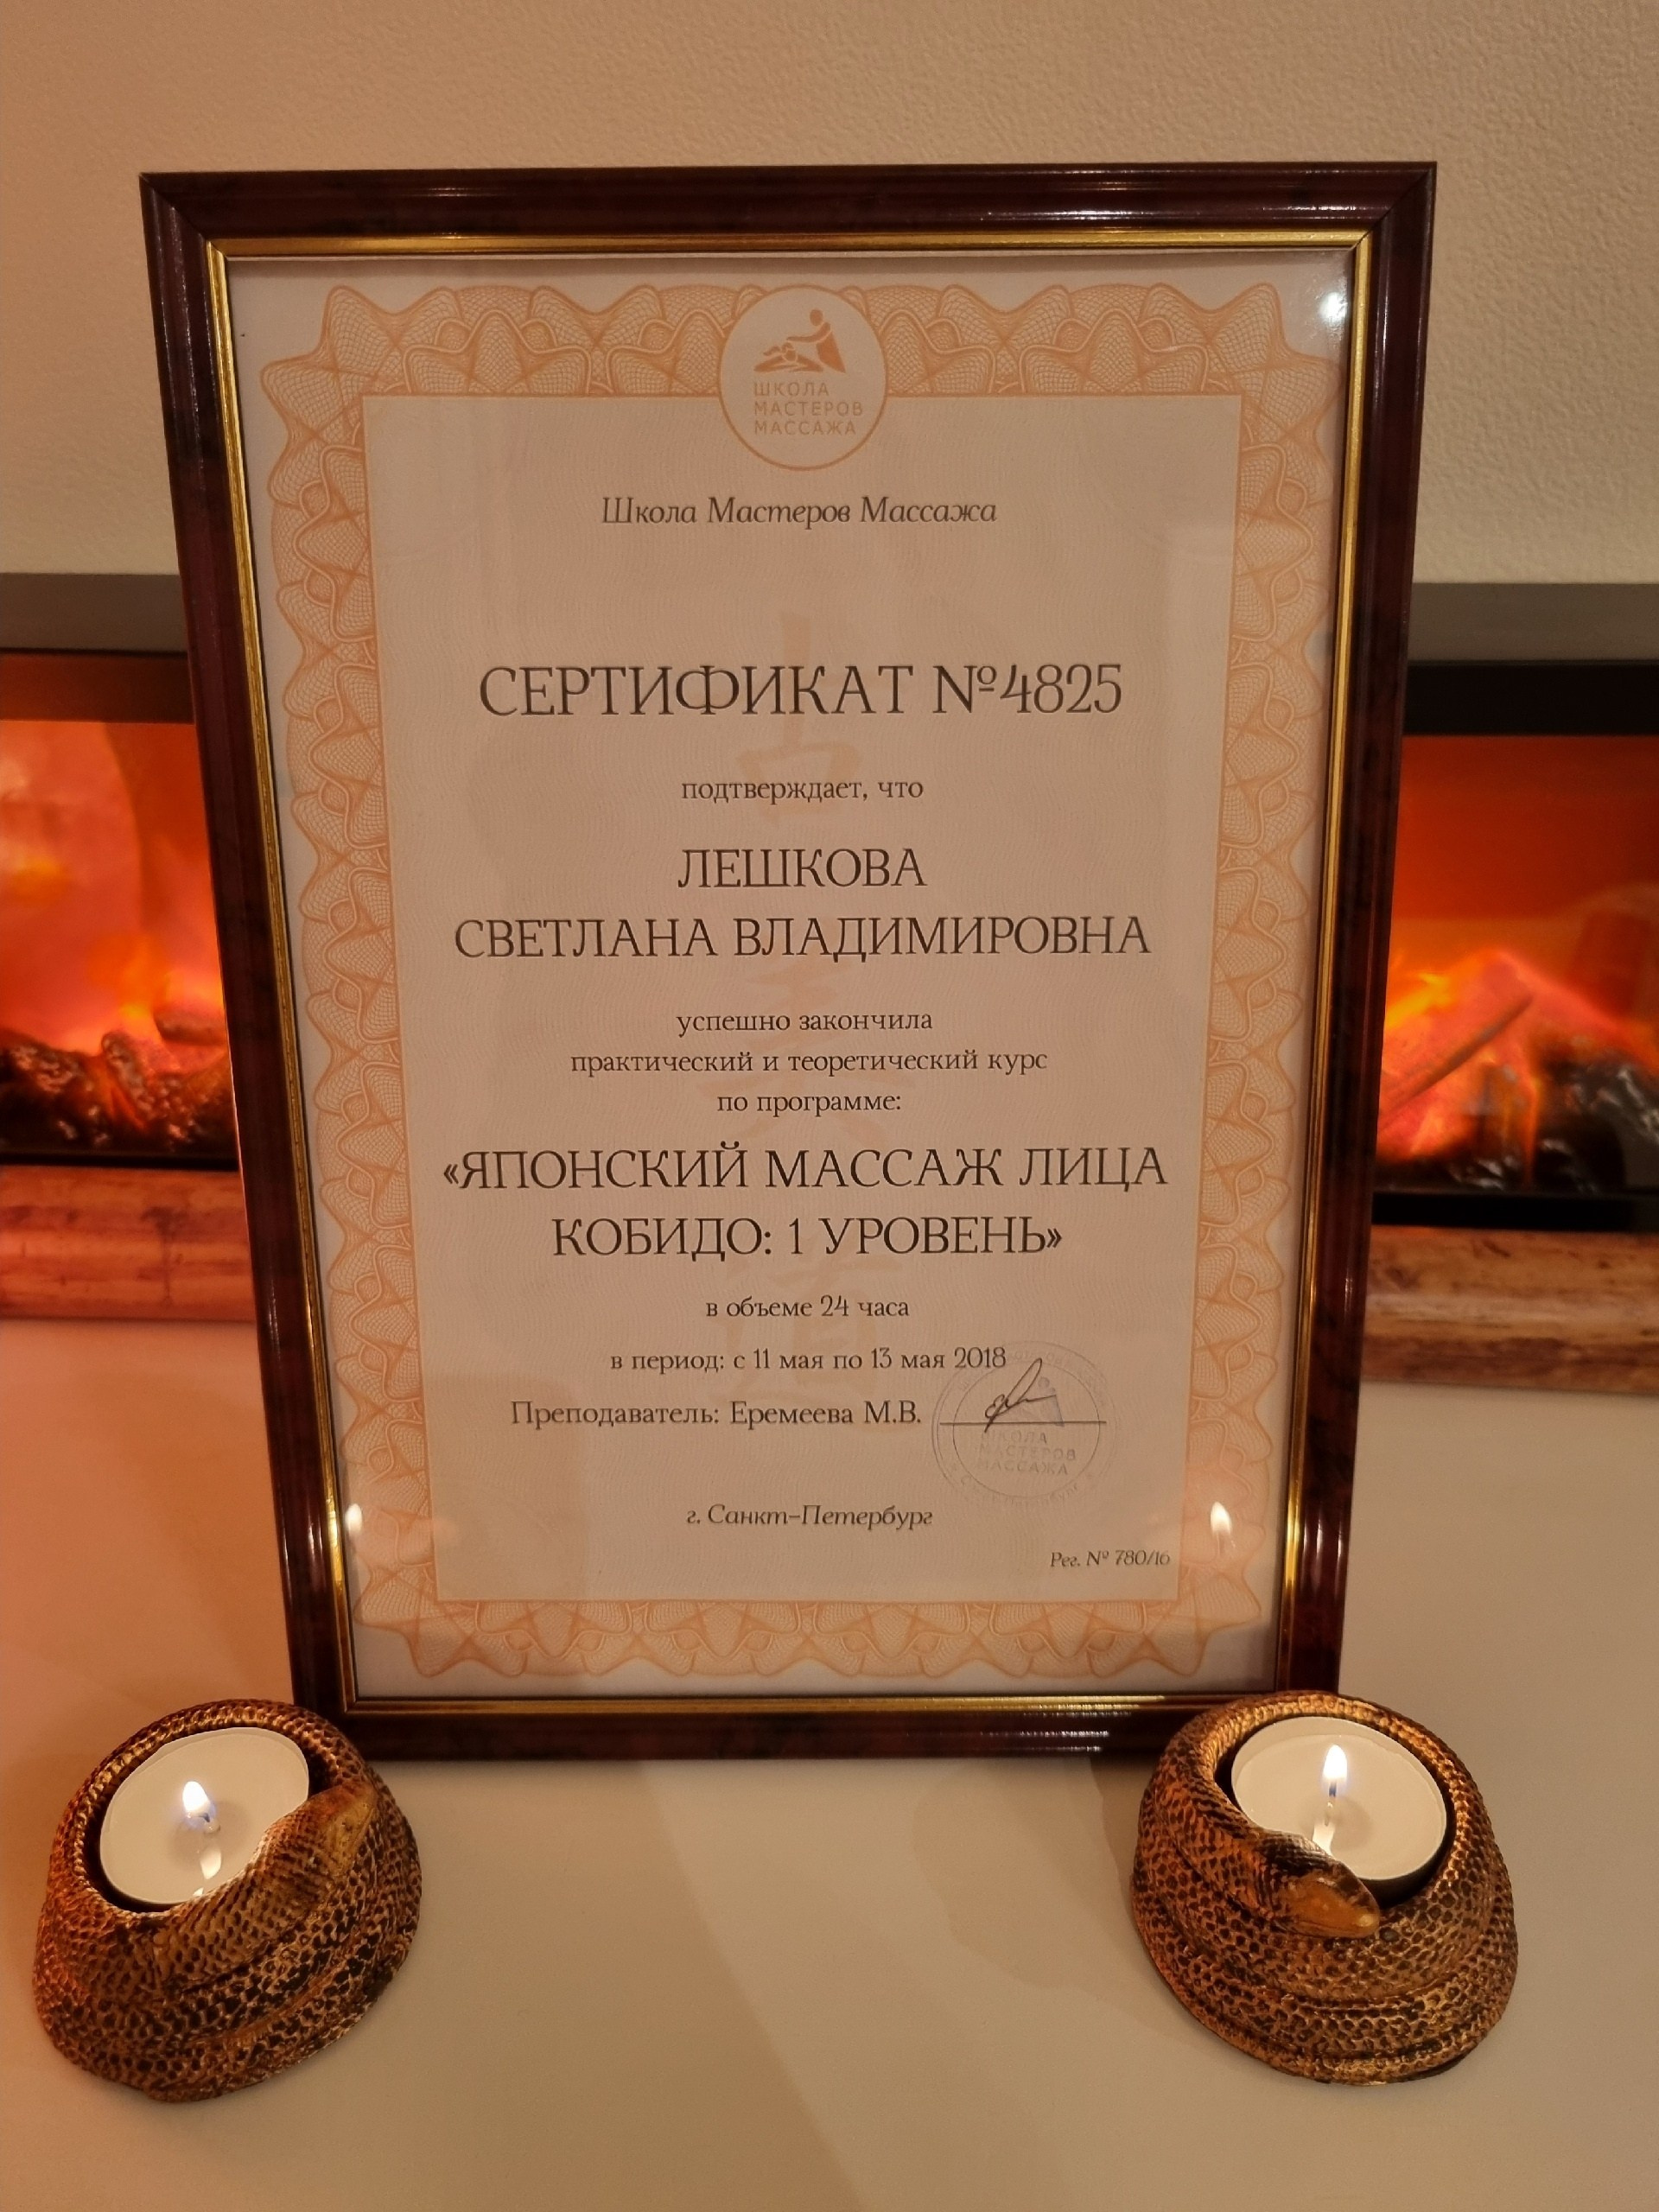 ШКОЛА
МАСТЕРОВ
МАССАЖА
Школа Мастеров Массажа
СЕРТИФИКАТ №4825
подтверждает, что
ЛЕШКОВА
СВЕТЛАНА ВЛАДИМИРОВНА
успешно закончила
практический и теоретический курс
по программе:
«ЯПОНСКИЙ МАССАЖ ЛИЦА
КОБИДО: 1 УРОВЕНЬ»
в объеме 24 часа
в период: с 11 мая по 13 мая 2018
Преподаватель: Еремеева М.В.
ШКОЛА
МАСТЕРОВ
МАССАЖА
г. Санкт-Петербург
Рег. № 780/16